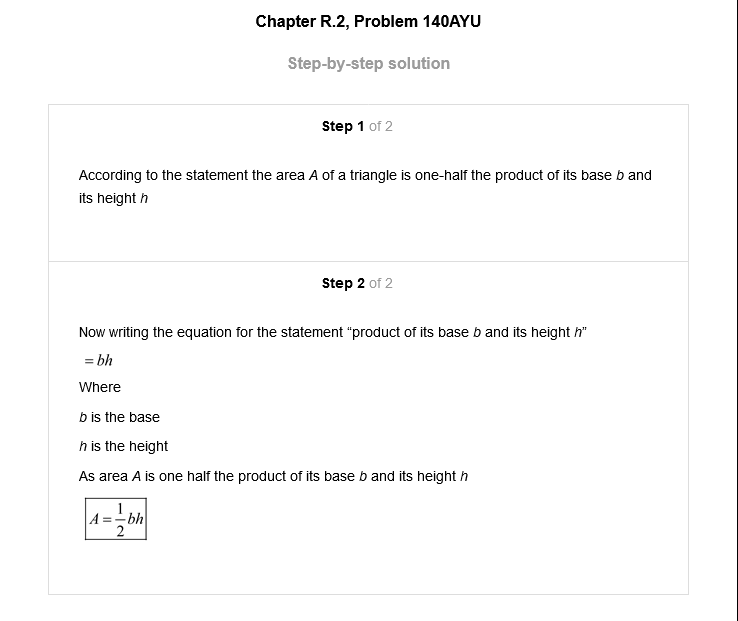 Chapter R.2, Problem 140AYU
Step-by-step solution
Step 1 of 2
According to the statement the area A of a triangle is one-half the product of its base b and
its height h
Step 2 of 2
Now writing the equation for the statement “product of its base b and its height h”
= bh
Where
b is the base
h is the height
As area A is one half the product of its base b and its height h
A = 1/2 bh